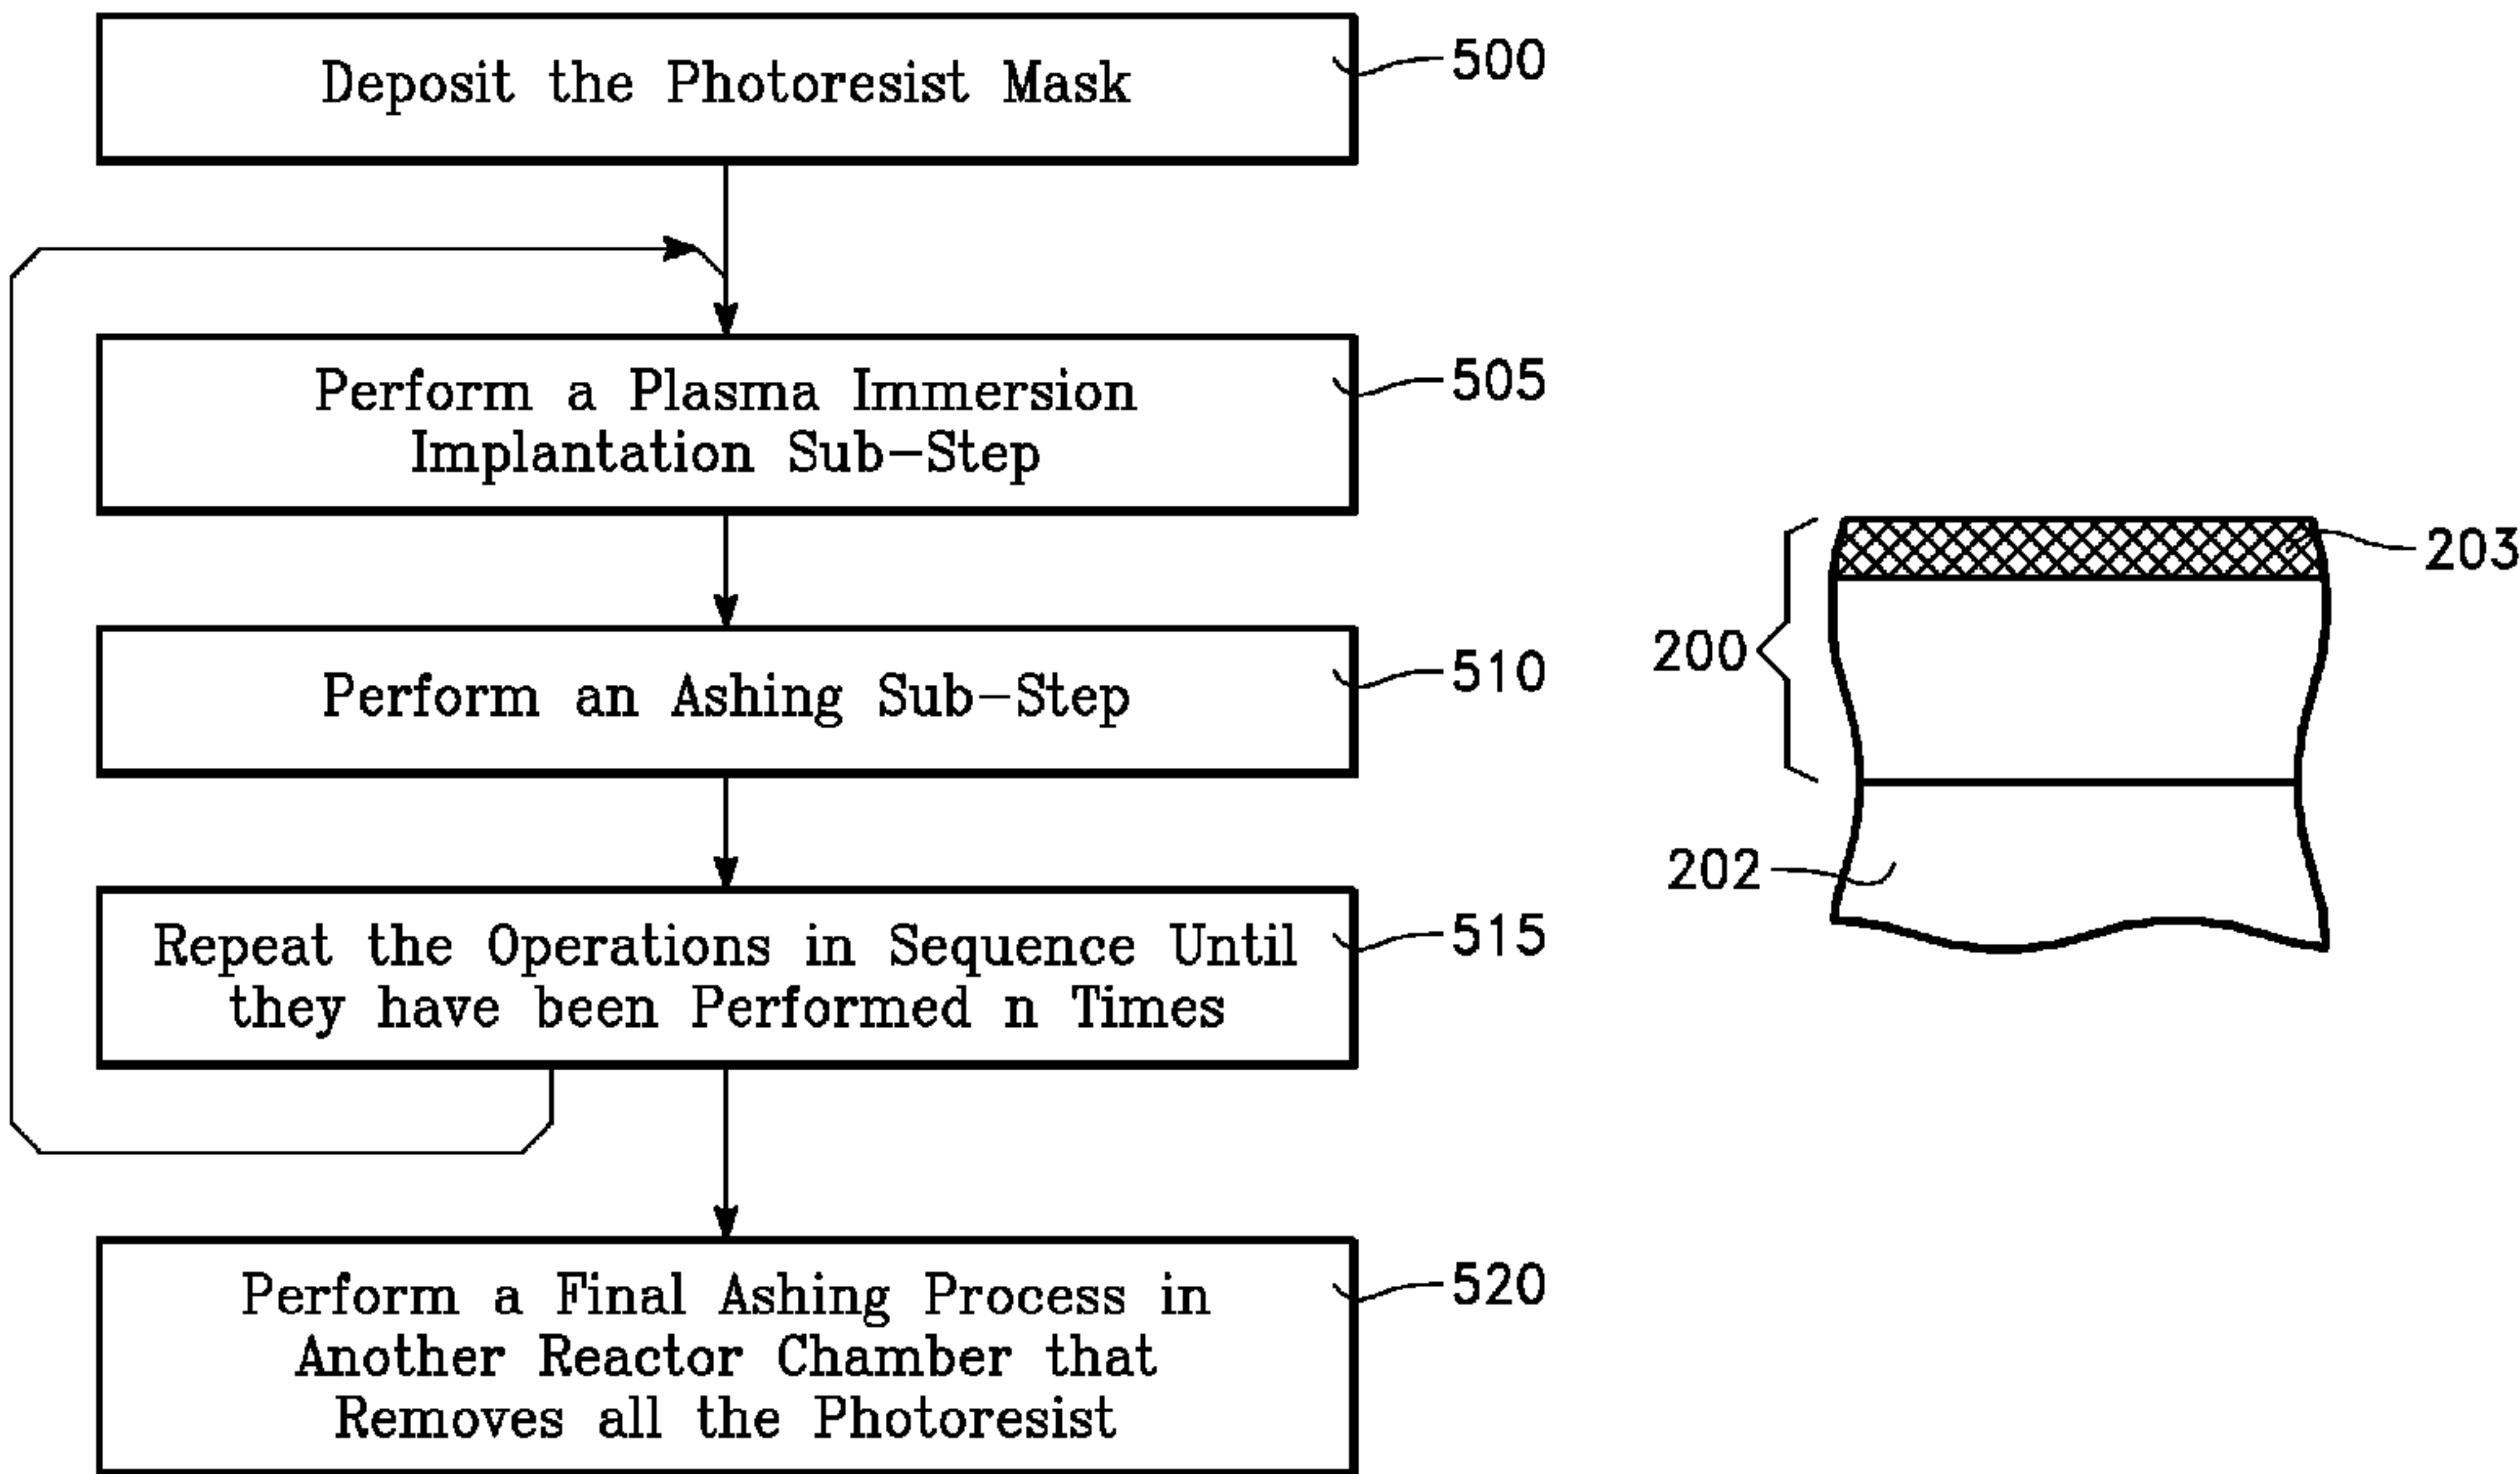 Deposit the Photoresist Mask
500
Perform a Plasma Immersion
Implantation Sub-Step
505
Perform an Ashing Sub-Step
510
Repeat the Operations in Sequence Until
they have been Performed n Times
515
Perform a Final Ashing Process in
Another Reactor Chamber that
Removes all the Photoresist
520
203
200
202